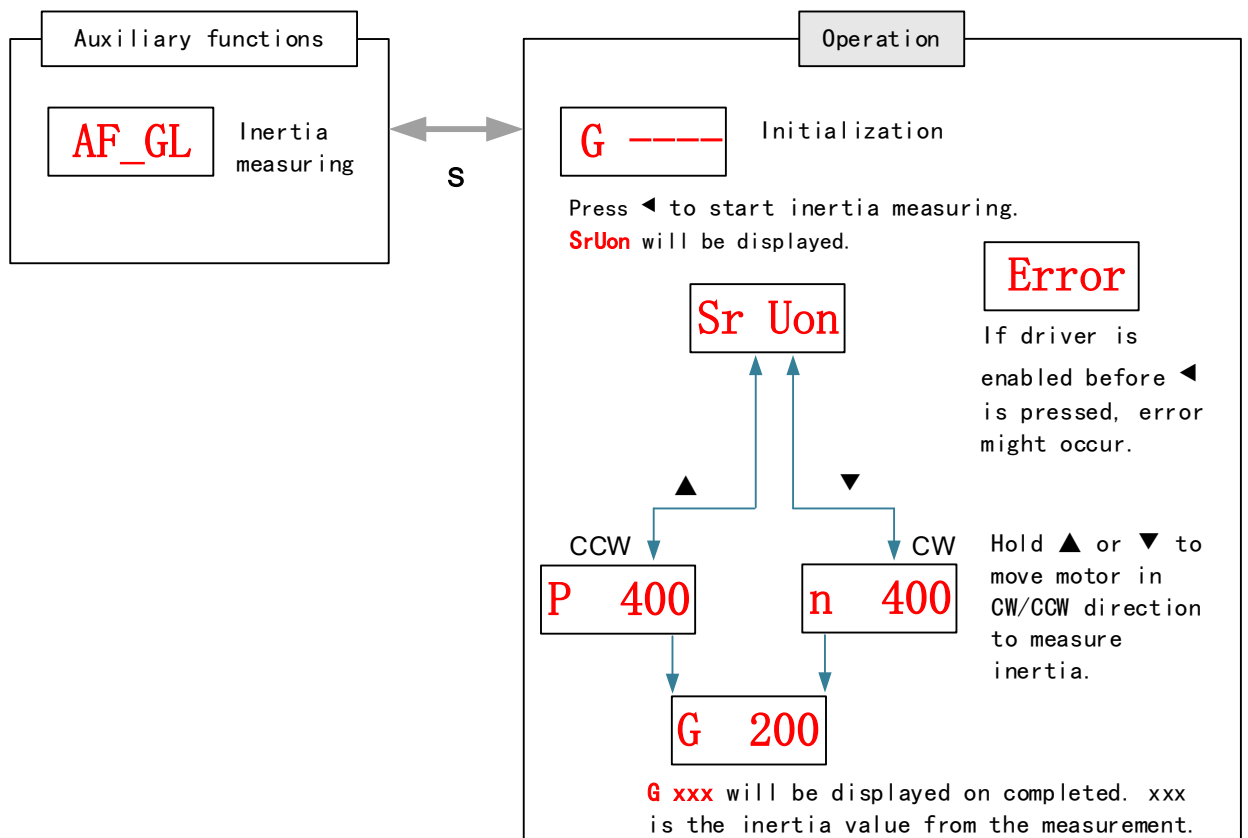 Auxiliary functions
AF_GL
Inertia
measuring
S
Operation
G ----
Initialization
Press ◀ to start inertia measuring.
SrUon will be displayed.
Error
If driver is
enabled before ◀
is pressed, error
might occur.
Sr Uon
▲
▼
CCW
CW
P 400
n 400
Hold ▲ or ▼ to
move motor in
CW/CCW direction
to measure
inertia.
G 200
G xxx will be displayed on completed. xxx
is the inertia value from the measurement.